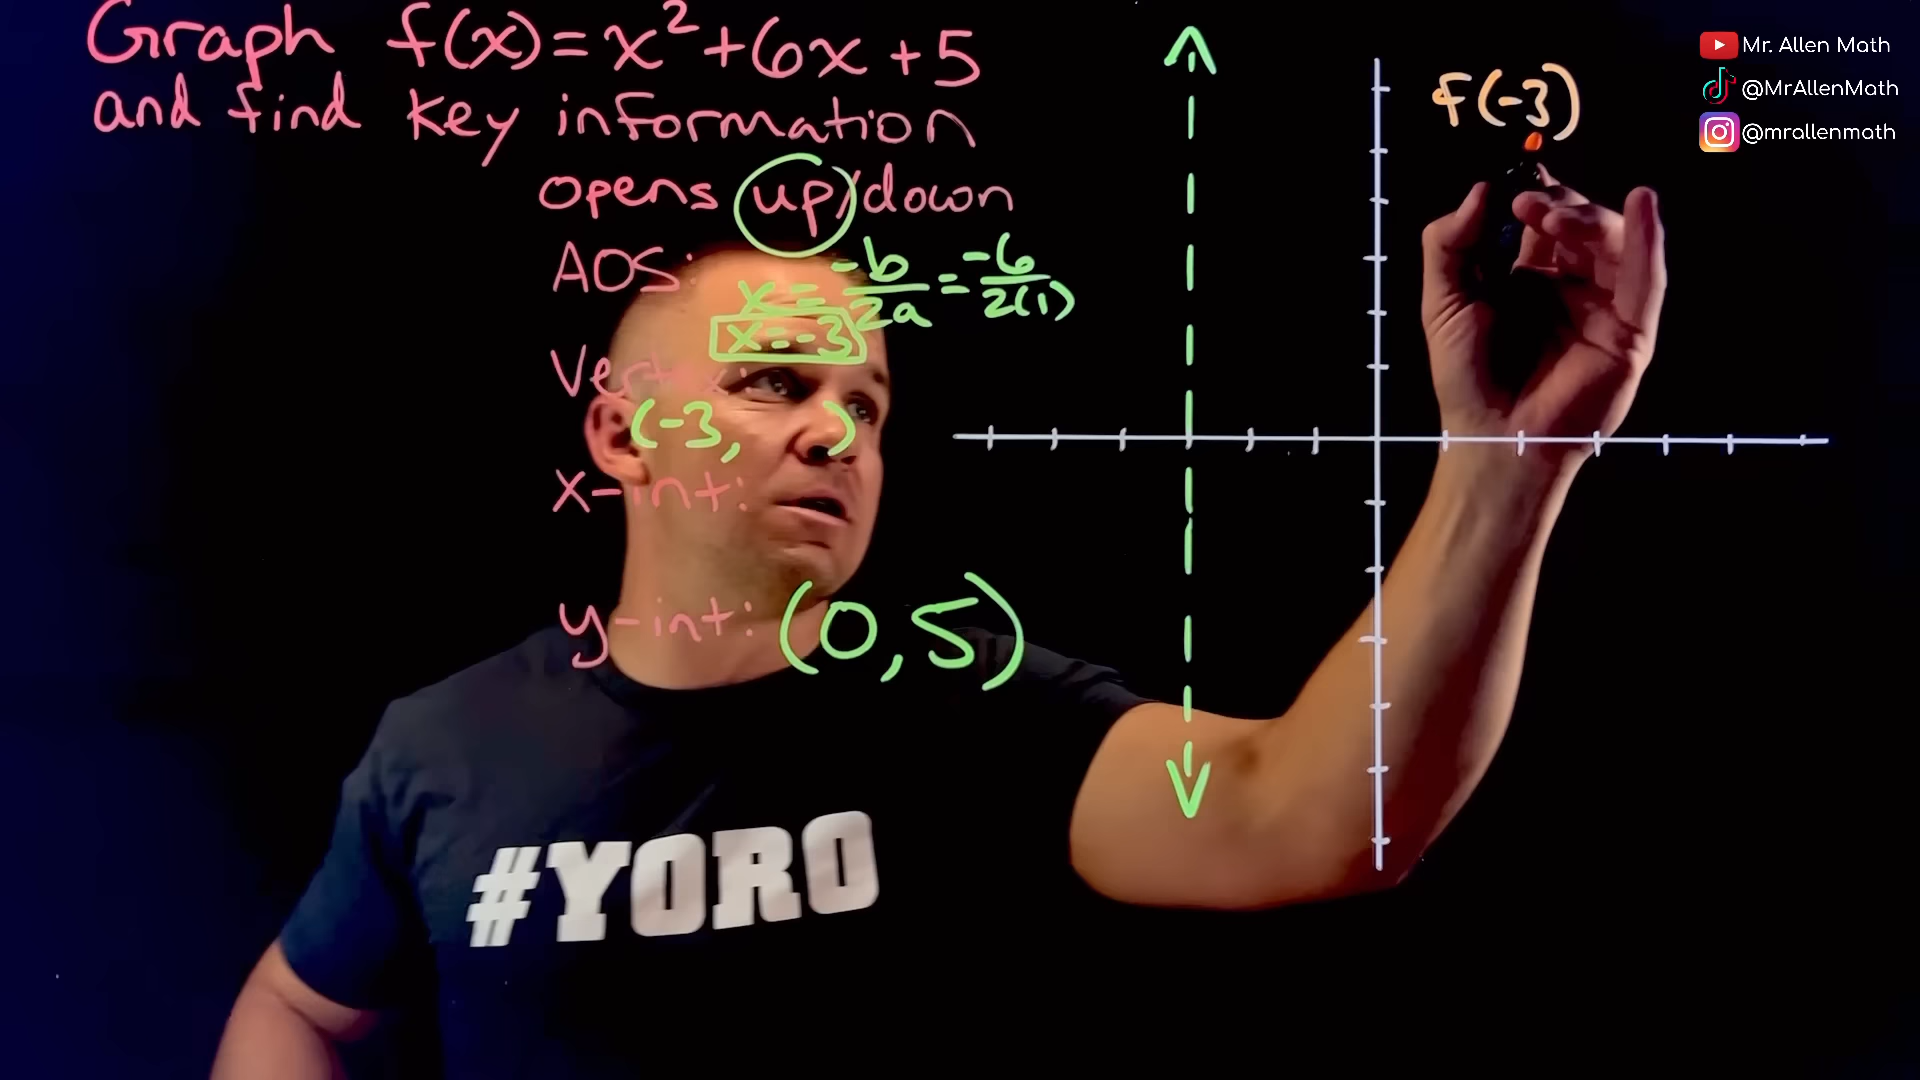 Graph f(x)=x²+6x+5
and find key information
opens up/down
AOS: x = -b/2a = -6/2(1)
x=-3
Vertex:
(-3, )
x-int:
y-int: (0,5)
f(-3)
Mr. Allen Math
@MrAllenMath
@mrallenmath
#YORO